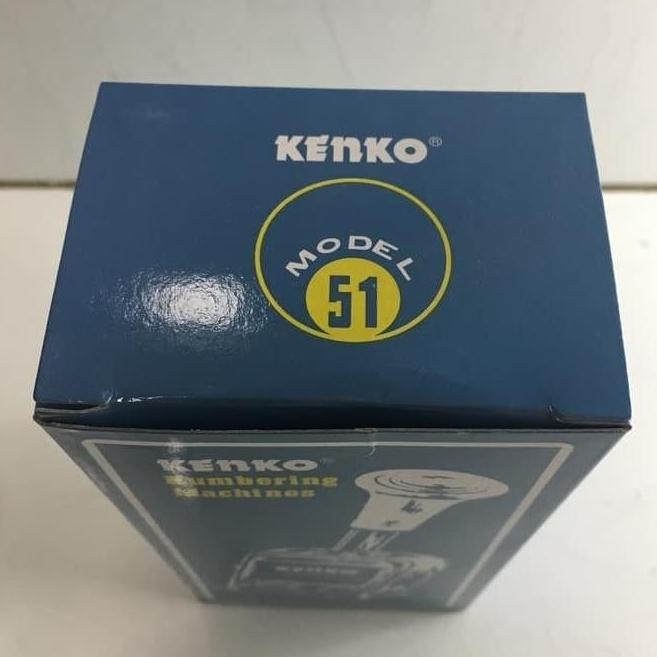 KENKO®
MODEL
51
KENKO
Numbering
Machines
KENKO